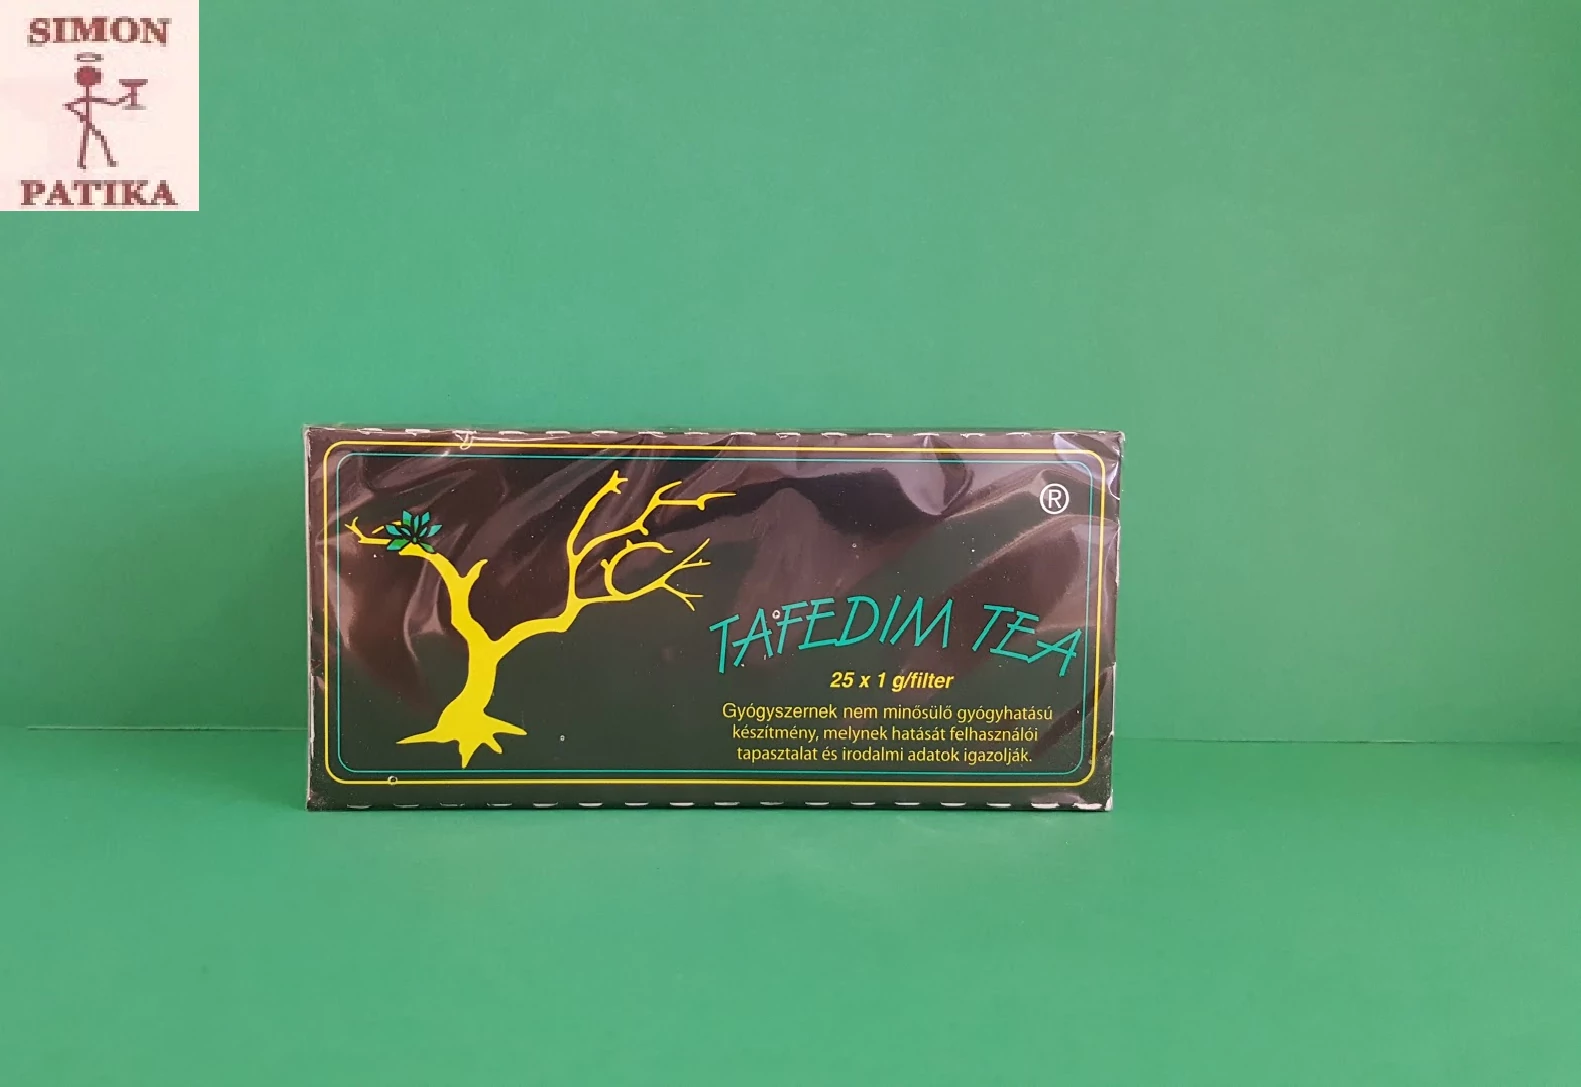 SIMON
PATIKA
®
TAFEDIM TEA
25 x 1 g/filter
Gyógyszernek nem minősülő gyógyhatású
készítmény, melynek hatását felhasználói
tapasztalat és irodalmi adatok igazolják.